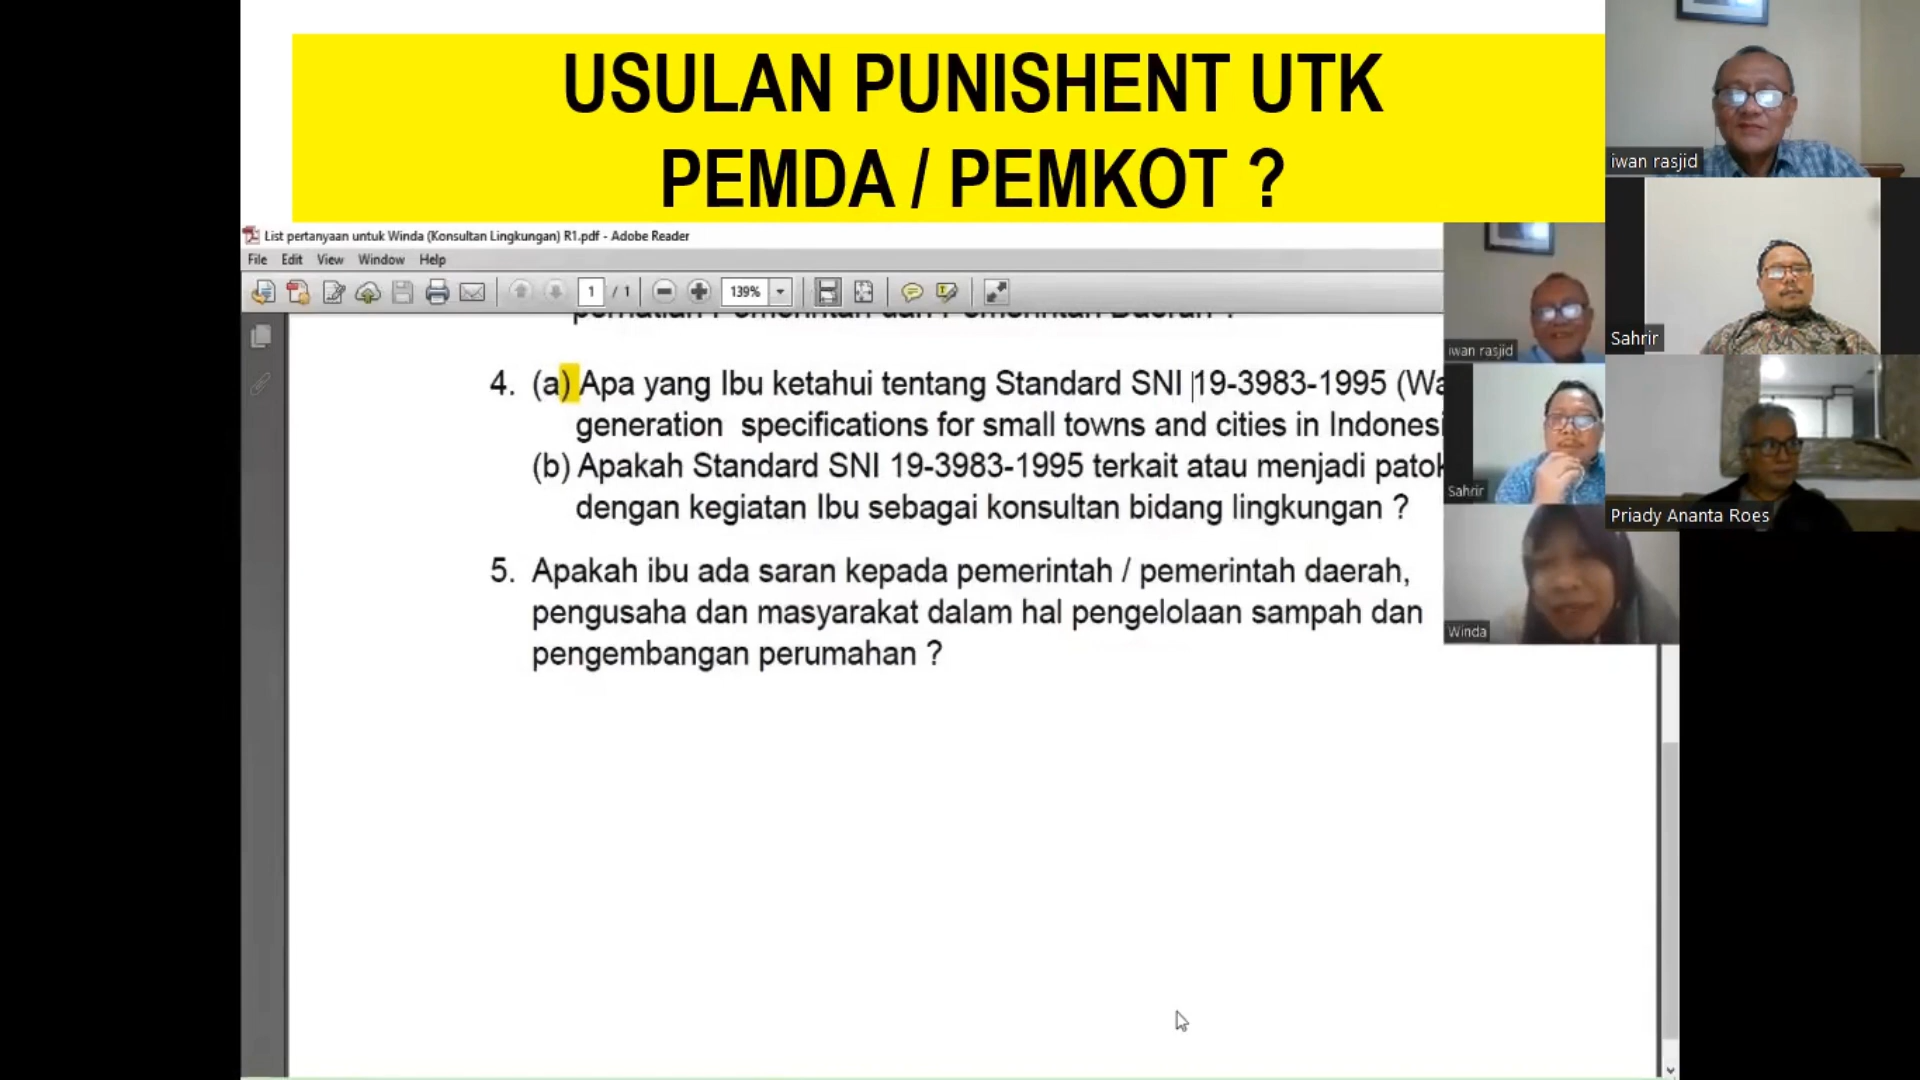 USULAN PUNISHENT UTK
PEMDA / PEMKOT ?
List pertanyaan untuk Winda (Konsultan Lingkungan) R1.pdf - Adobe Reader
File Edit View Window Help
1 / 1 139%
4. (a) Apa yang Ibu ketahui tentang Standard SNI 19-3983-1995 (Wa
generation specifications for small towns and cities in Indonesi
(b) Apakah Standard SNI 19-3983-1995 terkait atau menjadi patok
dengan kegiatan Ibu sebagai konsultan bidang lingkungan ?
5. Apakah ibu ada saran kepada pemerintah / pemerintah daerah,
pengusaha dan masyarakat dalam hal pengelolaan sampah dan
pengembangan perumahan ?
iwan rasjid
Sahrir
Winda
iwan rasjid
Sahrir
Priady Ananta Roes